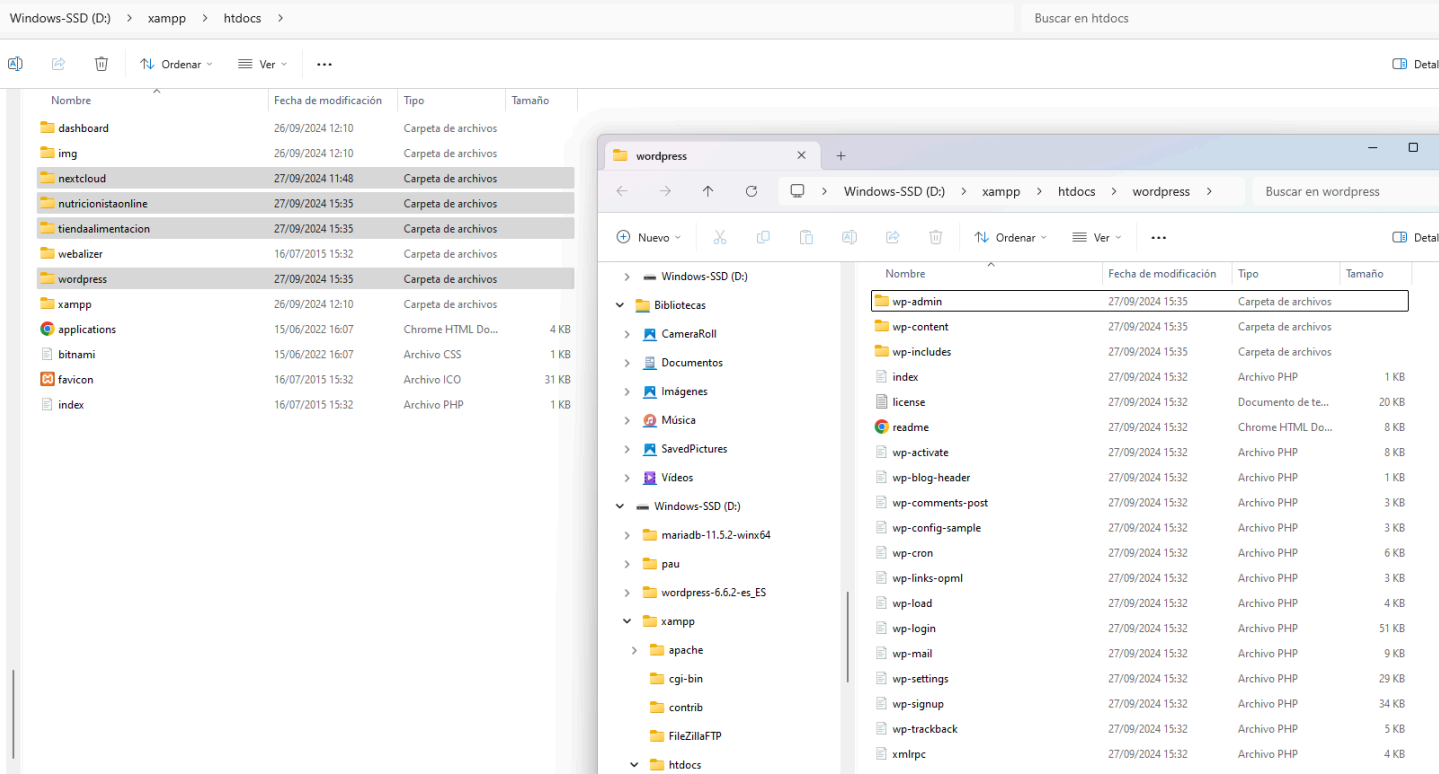 Windows-SSD (D:) > xampp > htdocs > Buscar en htdocs
Ordenar Ver ... Detal
Nombre Fecha de modificación Tipo Tamaño
dashboard 26/09/2024 12:10 Carpeta de archivos
img 26/09/2024 12:10 Carpeta de archivos
nextcloud 27/09/2024 11:48 Carpeta de archivos
nutricionistaonline 27/09/2024 15:35 Carpeta de archivos
tiendaalimentacion 27/09/2024 15:35 Carpeta de archivos
webalizer 16/07/2015 15:32 Carpeta de archivos
wordpress 27/09/2024 15:35 Carpeta de archivos
xampp 26/09/2024 12:10 Carpeta de archivos
applications 15/06/2022 16:07 Chrome HTML Do... 4 KB
bitnami 15/06/2022 16:07 Archivo CSS 1 KB
favicon 16/07/2015 15:32 Archivo ICO 31 KB
index 16/07/2015 15:32 Archivo PHP 1 KB
wordpress
Windows-SSD (D:) > xampp > htdocs > wordpress > Buscar en wordpress
Nuevo Ordenar Ver ... Detal
Windows-SSD (D:)
Bibliotecas
CameraRoll
Documentos
Imágenes
Música
SavedPictures
Vídeos
Windows-SSD (D:)
mariadb-11.5.2-winx64
pau
wordpress-6.6.2-es_ES
xampp
apache
cgi-bin
contrib
FileZillaFTP
htdocs
Nombre Fecha de modificación Tipo Tamaño
wp-admin 27/09/2024 15:35 Carpeta de archivos
wp-content 27/09/2024 15:35 Carpeta de archivos
wp-includes 27/09/2024 15:35 Carpeta de archivos
index 27/09/2024 15:32 Archivo PHP 1 KB
license 27/09/2024 15:32 Documento de te... 20 KB
readme 27/09/2024 15:32 Chrome HTML Do... 8 KB
wp-activate 27/09/2024 15:32 Archivo PHP 8 KB
wp-blog-header 27/09/2024 15:32 Archivo PHP 1 KB
wp-comments-post 27/09/2024 15:32 Archivo PHP 3 KB
wp-config-sample 27/09/2024 15:32 Archivo PHP 3 KB
wp-cron 27/09/2024 15:32 Archivo PHP 6 KB
wp-links-opml 27/09/2024 15:32 Archivo PHP 3 KB
wp-load 27/09/2024 15:32 Archivo PHP 4 KB
wp-login 27/09/2024 15:32 Archivo PHP 51 KB
wp-mail 27/09/2024 15:32 Archivo PHP 9 KB
wp-settings 27/09/2024 15:32 Archivo PHP 29 KB
wp-signup 27/09/2024 15:32 Archivo PHP 34 KB
wp-trackback 27/09/2024 15:32 Archivo PHP 5 KB
xmlrpc 27/09/2024 15:32 Archivo PHP 4 KB